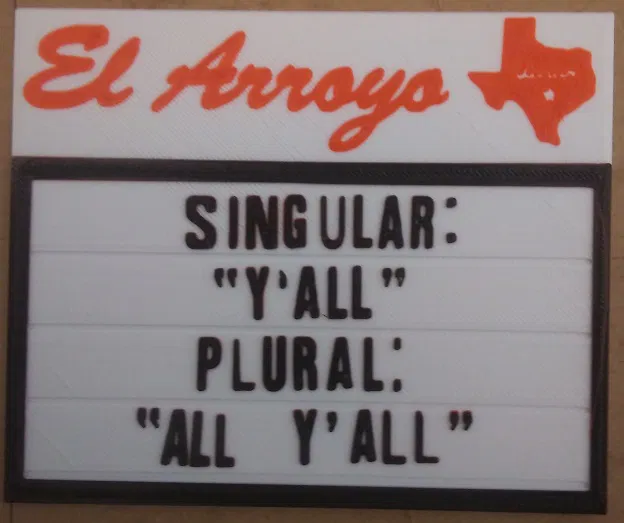 El Arroyo
SINGULAR:
“Y'ALL”
PLURAL:
“ALL Y'ALL”